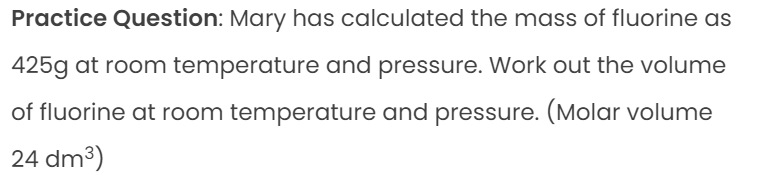 Practice Question: Mary has calculated the mass of fluorine as
425g at room temperature and pressure. Work out the volume
of fluorine at room temperature and pressure. (Molar volume
24 dm³)